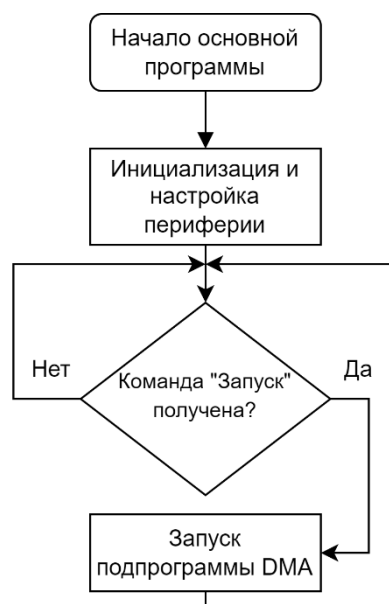 Начало основной
программы
Инициализация и
настройка
периферии
Нет
Да
Команда "Запуск"
получена?
Запуск
подпрограммы DMA